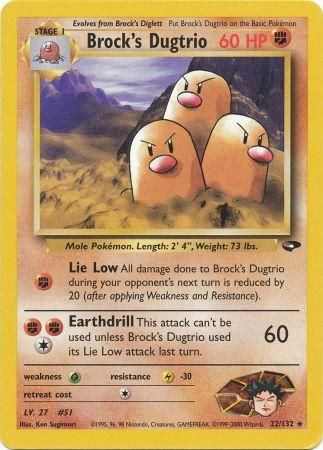 Evolves from Brock's Diglett Put Brock's Dugtrio on the Basic Pokémon
STAGE 1
Brock's Dugtrio 60 HP
Mole Pokémon. Length: 2' 4", Weight: 73 lbs.
Lie Low All damage done to Brock's Dugtrio
during your opponent's next turn is reduced by
20 (after applying Weakness and Resistance).
Earthdrill This attack can't be
used unless Brock's Dugtrio used
its Lie Low attack last turn.
60
weakness resistance -30
retreat cost
LV. 27 #51
Illus. Ken Sugimori ©1995, 96, 98 Nintendo, Creatures, GAMEFREAK. ©1999-2000 Wizards. 22/132 ★